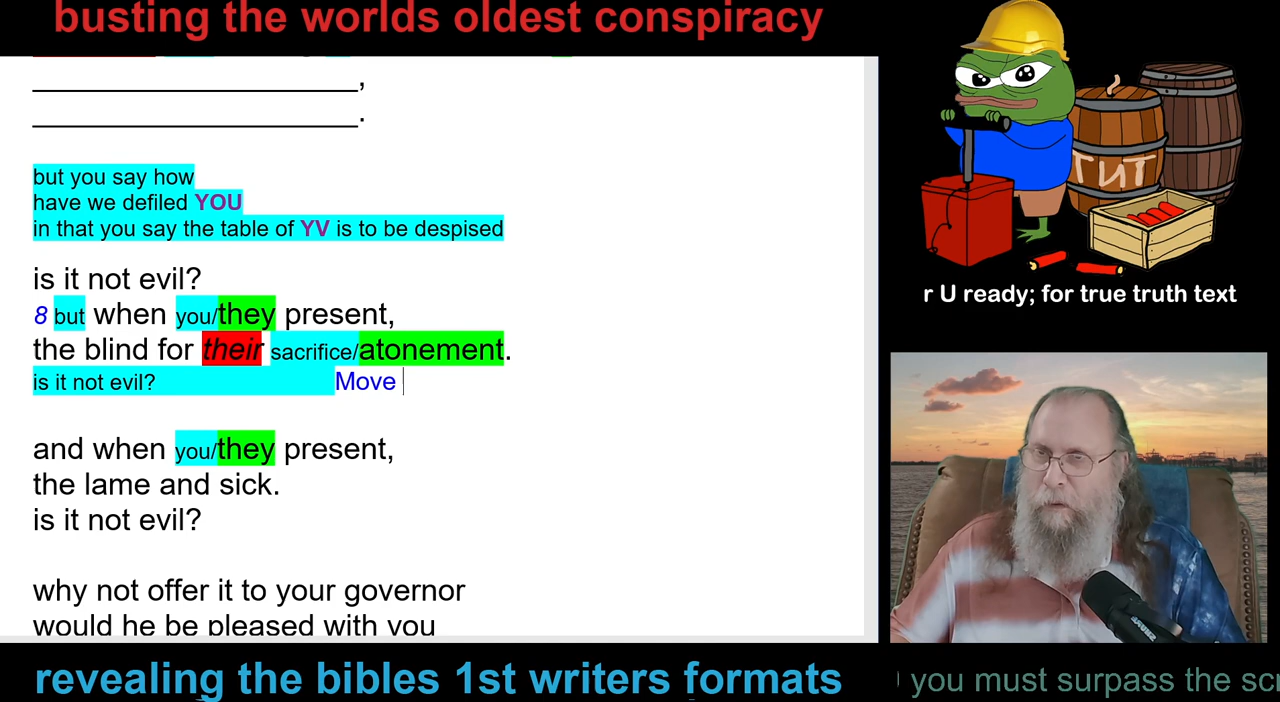 busting the worlds oldest conspiracy
_________________________,
_________________________.
but you say how
have we defiled YOU
in that you say the table of YV is to be despised
is it not evil?
8 but when you/they present,
the blind for their sacrifice/atonement.
is it not evil? Move
and when you/they present,
the lame and sick.
is it not evil?
why not offer it to your governor
would he be pleased with you
revealing the bibles 1st writers formats
TNT
r U ready; for true truth text
you must surpass the scr